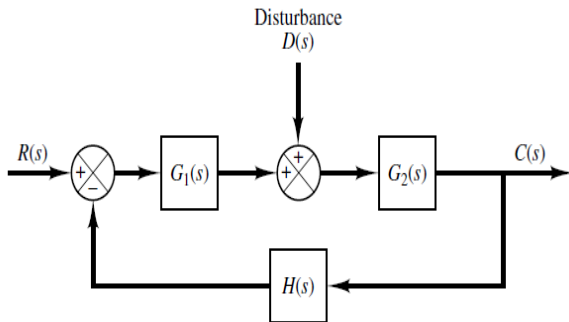 Disturbance
D(s)
R(s)
+
−
G₁(s)
+
+
G₂(s)
C(s)
H(s)